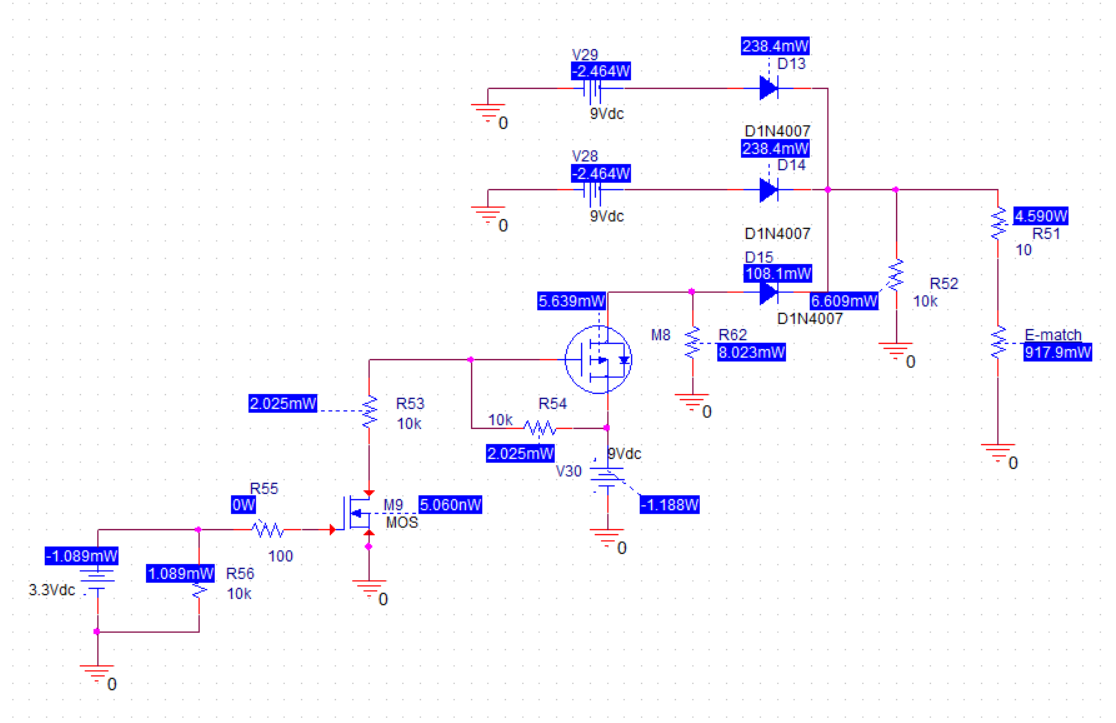 238.4mW
V29
-2.464W
D13
9Vdc
0
D1N4007
238.4mW
V28
-2.464W
D14
9Vdc
0
D1N4007
4.590W
R51
10
D15
108.1mW
6.609mW
R52
10k
D1N4007
5.639mW
M8
R62
8.023mW
E-match
917.9mW
0
0
0
2.025mW
R53
10k
R54
10k
2.025mW
9Vdc
V30
-1.188W
0
R55
0W
M9
5.060nW
MOS
100
-1.089mW
1.089mW
R56
3.3Vdc
10k
0
0